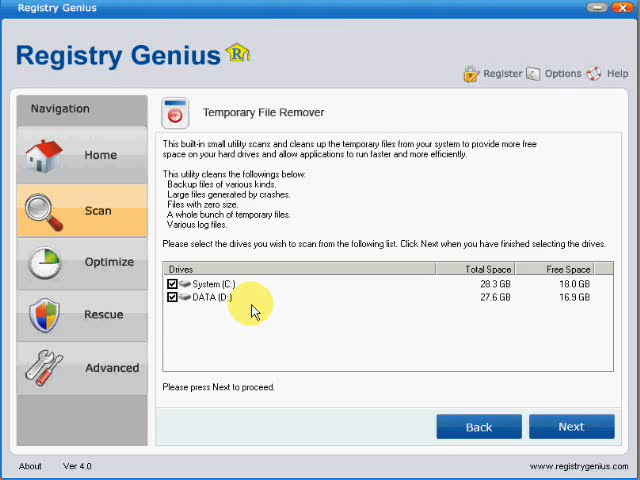 Registry Genius
Registry Genius R
Register Options Help
Navigation
Home
Scan
Optimize
Rescue
Advanced
Temporary File Remover
This built-in small utility scans and cleans up the temporary files from your system to provide more free
space on your hard drives and allow applications to run faster and more efficiently.
This utility cleans the followings below:
Backup files of various kinds.
Large files generated by crashes.
Files with zero size.
A whole bunch of temporary files.
Various log files.
Please select the drives you wish to scan from the following list. Click Next when you have finished selecting the drives.
Drives Total Space Free Space
System (C:) 28.3 GB 18.0 GB
DATA (D:) 27.6 GB 16.9 GB
Please press Next to proceed.
Back Next
About Ver 4.0 www.registrygenius.com